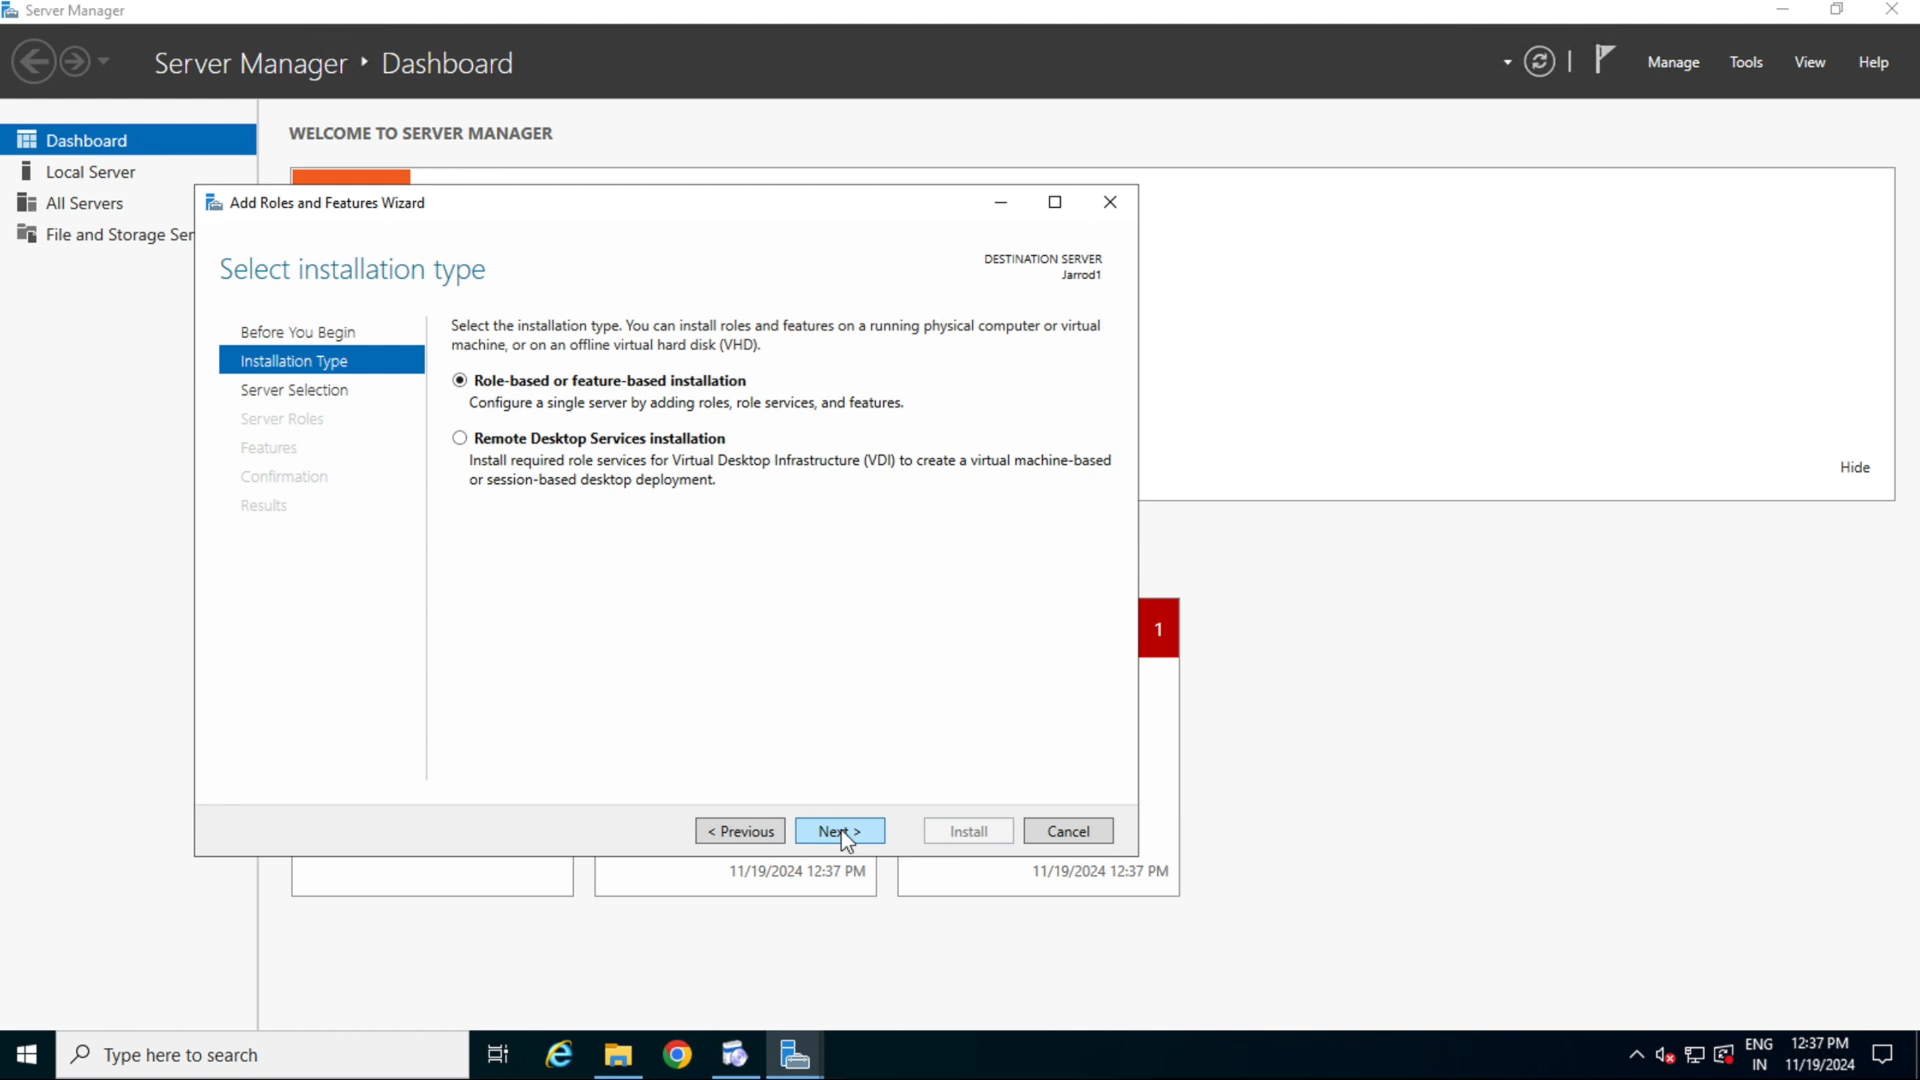 Server Manager
Server Manager ‣ Dashboard
Manage
Tools
View
Help
Dashboard
Local Server
All Servers
File and Storage Ser
WELCOME TO SERVER MANAGER
Add Roles and Features Wizard
Select installation type
DESTINATION SERVER
Jarrod1
Before You Begin
Installation Type
Server Selection
Server Roles
Features
Confirmation
Results
Select the installation type. You can install roles and features on a running physical computer or virtual
machine, or on an offline virtual hard disk (VHD).
Role-based or feature-based installation
Configure a single server by adding roles, role services, and features.
Remote Desktop Services installation
Install required role services for Virtual Desktop Infrastructure (VDI) to create a virtual machine-based
or session-based desktop deployment.
Hide
1
< Previous
Next >
Install
Cancel
11/19/2024 12:37 PM
11/19/2024 12:37 PM
Type here to search
ENG
IN
12:37 PM
11/19/2024